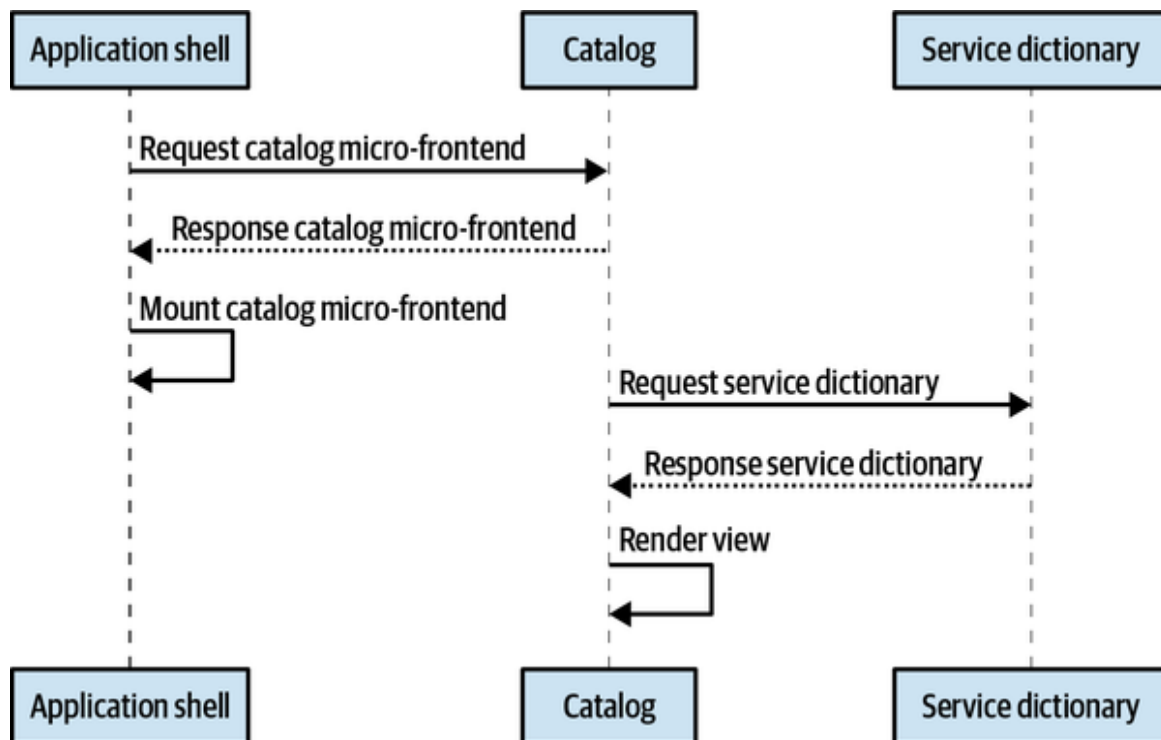 Application shell
Catalog
Service dictionary
Request catalog micro-frontend
Response catalog micro-frontend
Mount catalog micro-frontend
Request service dictionary
Response service dictionary
Render view
Application shell
Catalog
Service dictionary